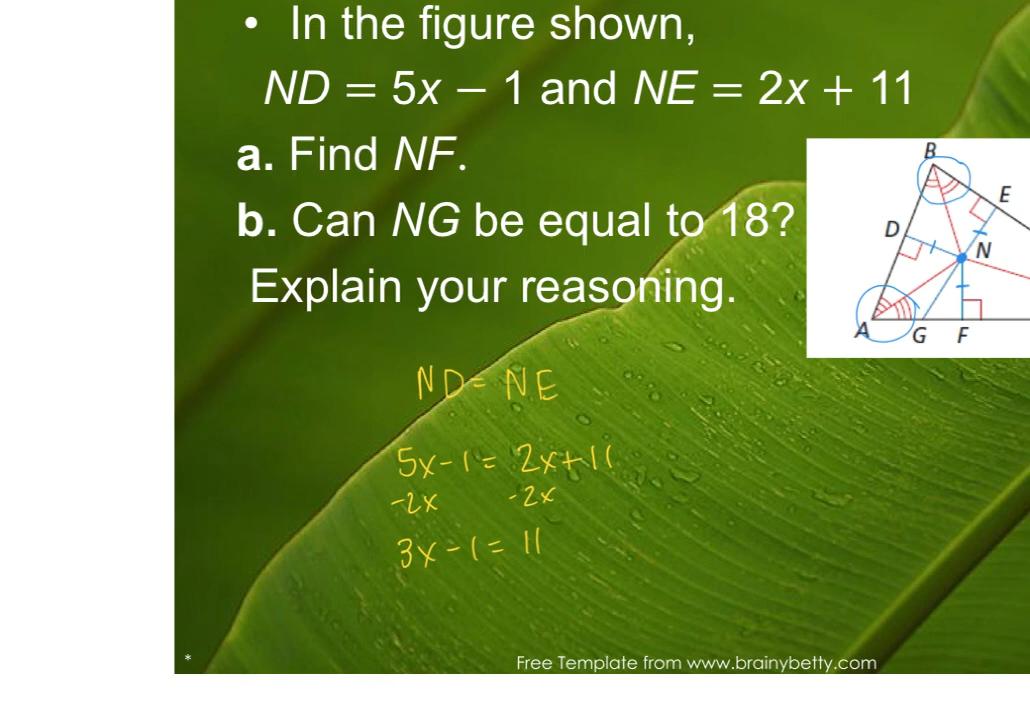 • In the figure shown,
ND = 5x − 1 and NE = 2x + 11
a. Find NF.
b. Can NG be equal to 18?
Explain your reasoning.
B
E
D
N
A
G
F
ND = NE
5x-1 = 2x+11
-2x -2x
3x-1 = 11
*
Free Template from www.brainybetty.com